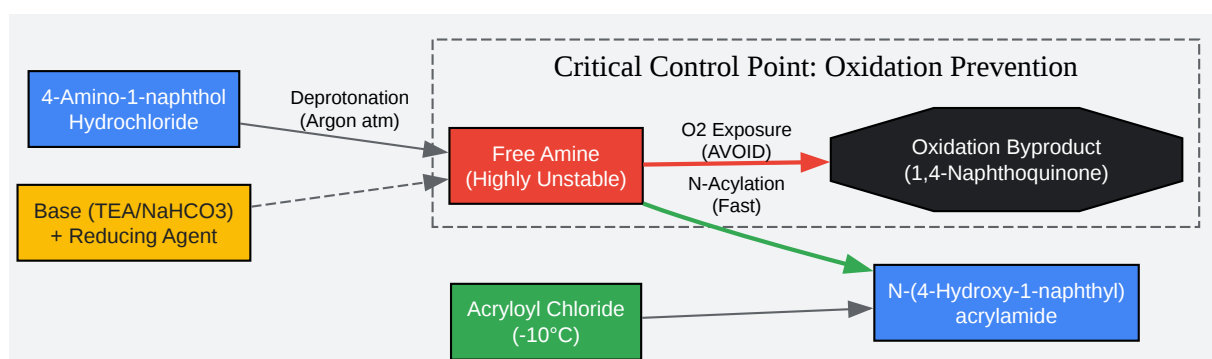 Critical Control Point: Oxidation Prevention
4-Amino-1-naphthol
Hydrochloride
Deprotonation
(Argon atm)
Base (TEA/NaHCO3)
+ Reducing Agent
Free Amine
(Highly Unstable)
O2 Exposure
(AVOID)
N-Acylation
(Fast)
Oxidation Byproduct
(1,4-Naphthoquinone)
Acryloyl Chloride
(-10°C)
N-(4-Hydroxy-1-naphthyl)
acrylamide